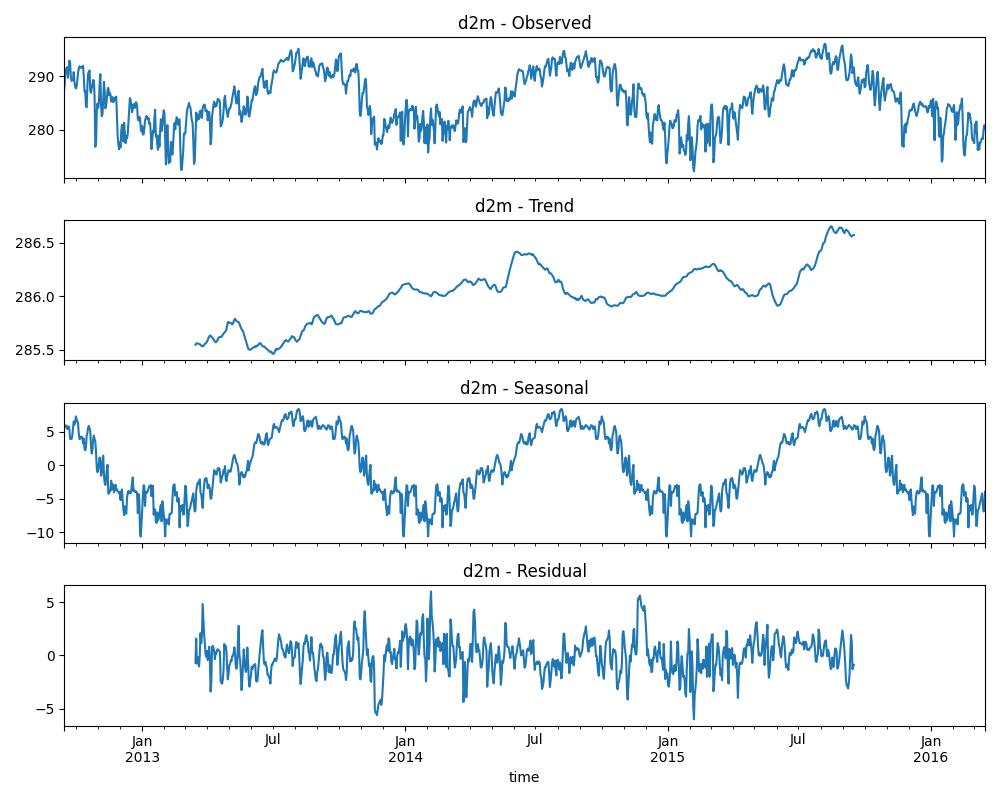 d2m - Observed
290
280
d2m - Trend
286.5
286.0
285.5
d2m - Seasonal
5
0
−5
−10
d2m - Residual
5
0
−5
Jan Jul Jan Jul Jan Jul Jan
2013 2014 2015 2016
time